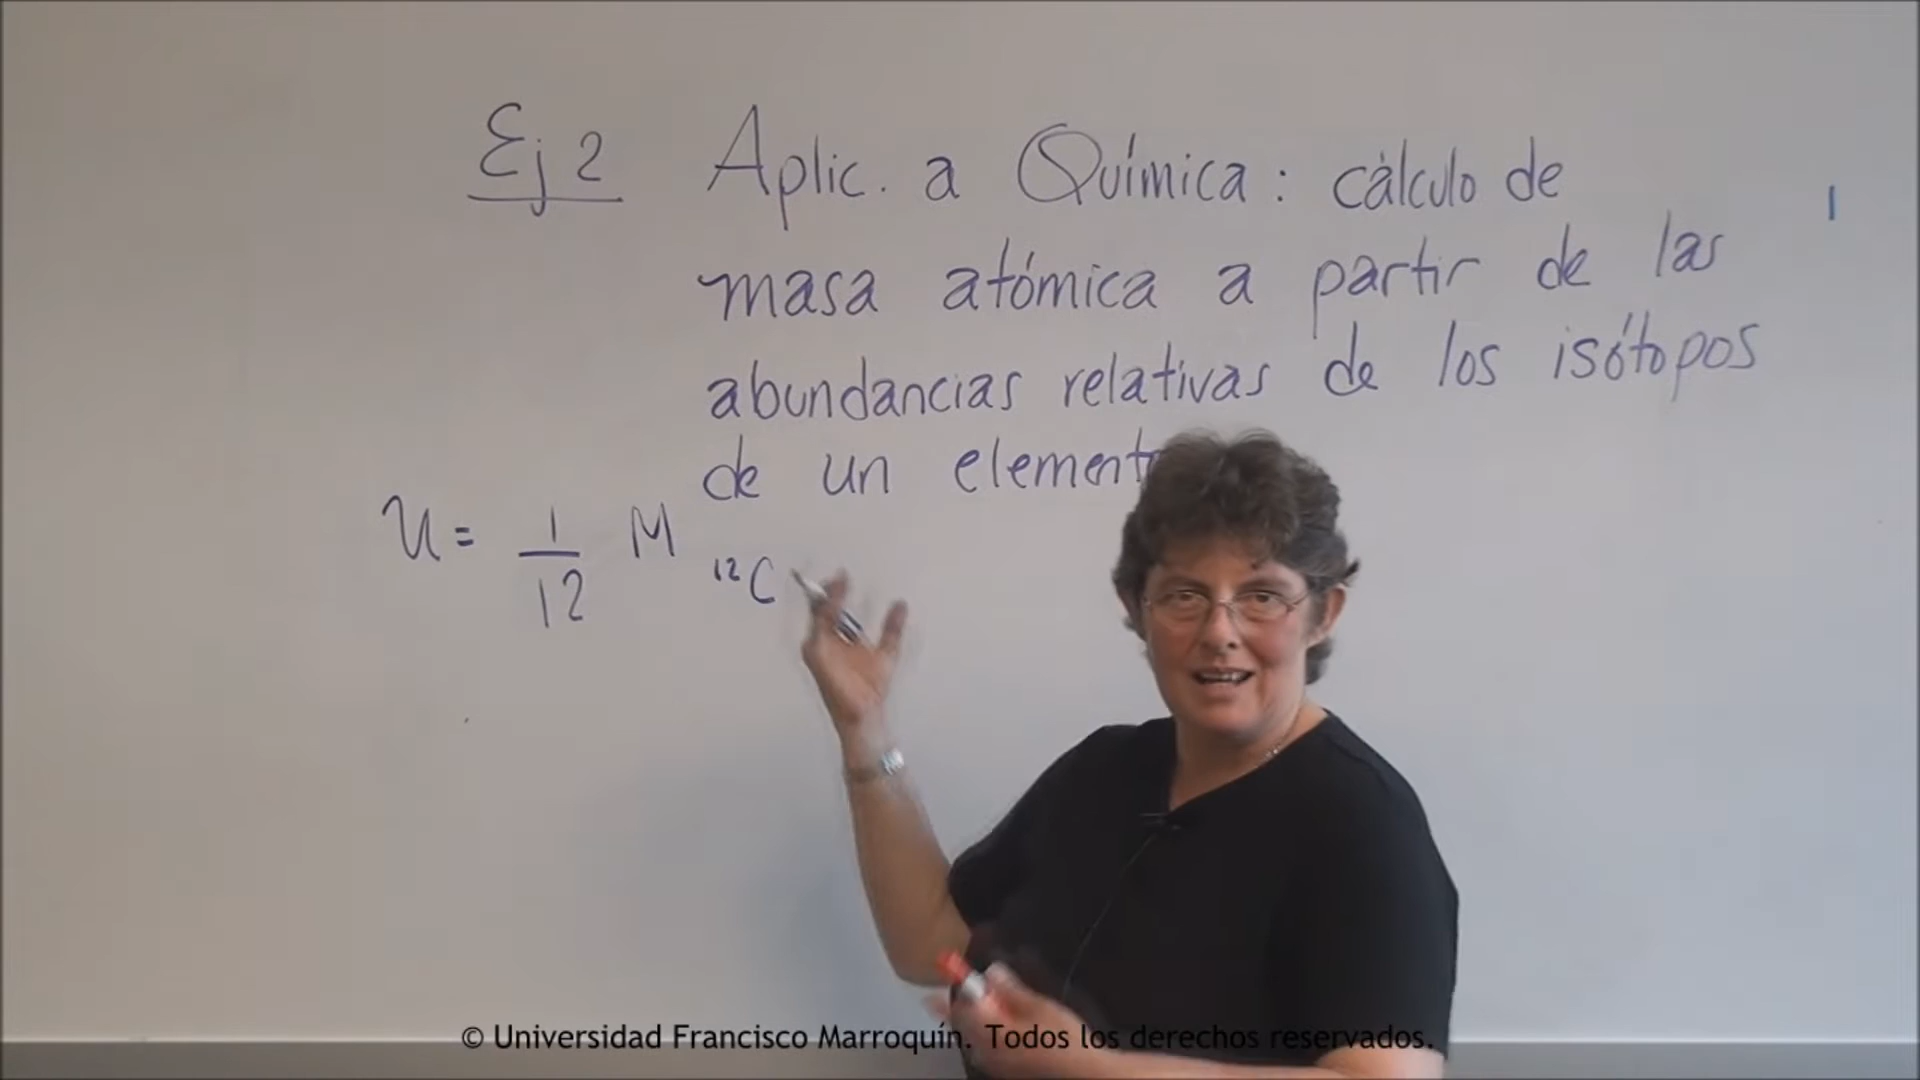 Ej 2 Aplic. a Química: cálculo de
masa atómica a partir de las
abundancias relativas de los isótopos
de un elemento
u = 1/12 M ¹²C
© Universidad Francisco Marroquín. Todos los derechos reservados.